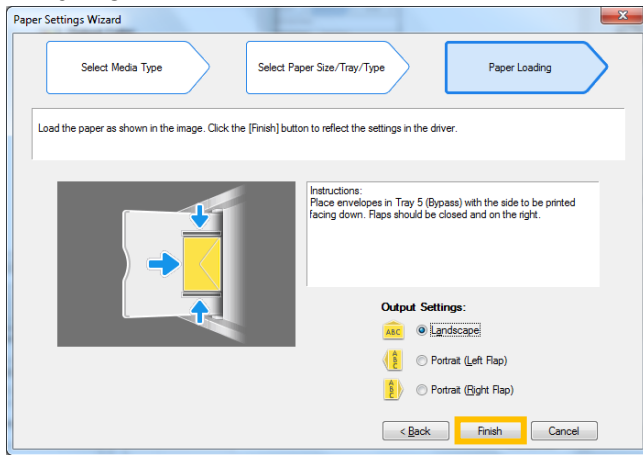 Paper Settings Wizard
Select Media Type
Select Paper Size/Tray/Type
Paper Loading
Load the paper as shown in the image. Click the [Finish] button to reflect the settings in the driver.
Instructions:
Place envelopes in Tray 5 (Bypass) with the side to be printed
facing down. Flaps should be closed and on the right.
Output Settings:
ABC
Landscape
ABC
Portrait (Left Flap)
ABC
Portrait (Right Flap)
< Back
Finish
Cancel